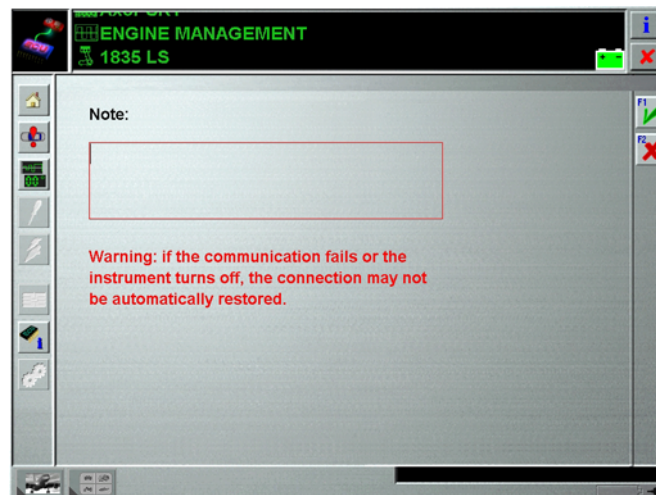 ENGINE MANAGEMENT
1835 LS
i
Note:
F1
F2
Warning: if the communication fails or the
instrument turns off, the connection may not
be automatically restored.